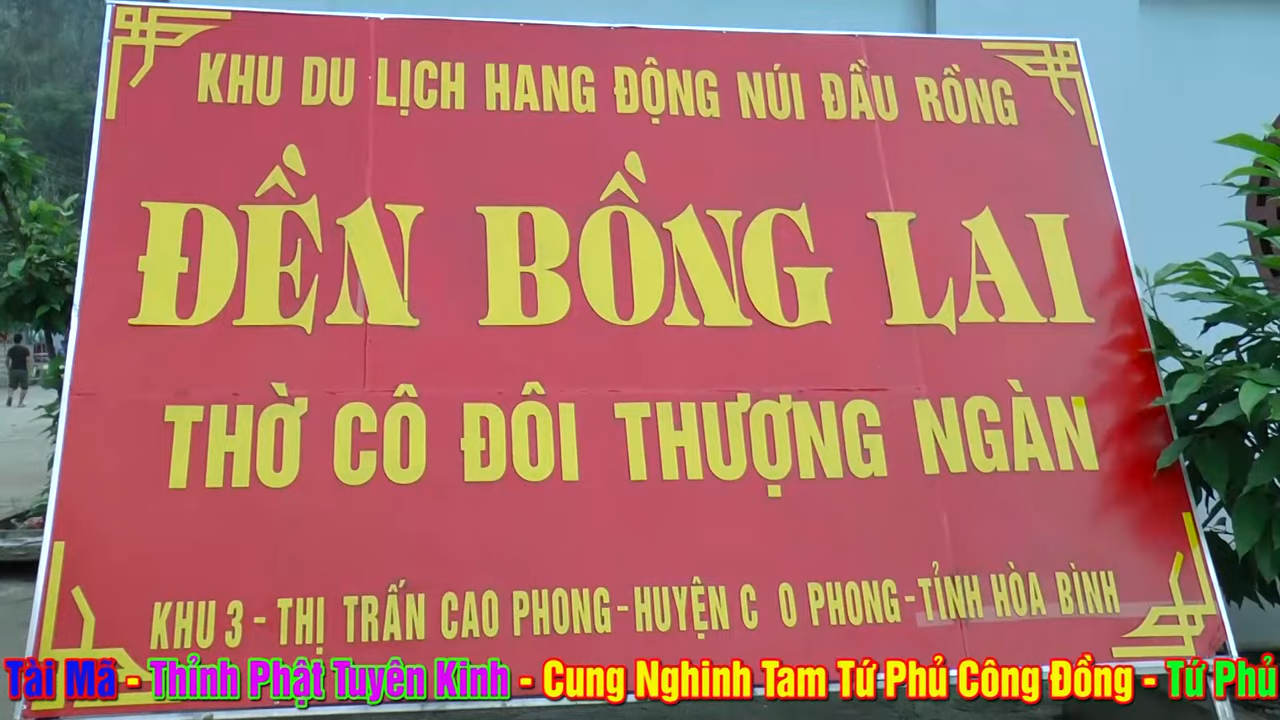 KHU DU LỊCH HANG ĐỘNG NÚI ĐẦU RỒNG
ĐỀN BỒNG LAI
THỜ CÔ ĐÔI THƯỢNG NGÀN
KHU 3 - THỊ TRẤN CAO PHONG - HUYỆN C O PHONG - TỈNH HÒA BÌNH
Tài Mã - Thỉnh Phật Tuyên Kinh - Cung Nghinh Tam Tứ Phủ Công Đồng - Tứ Phủ